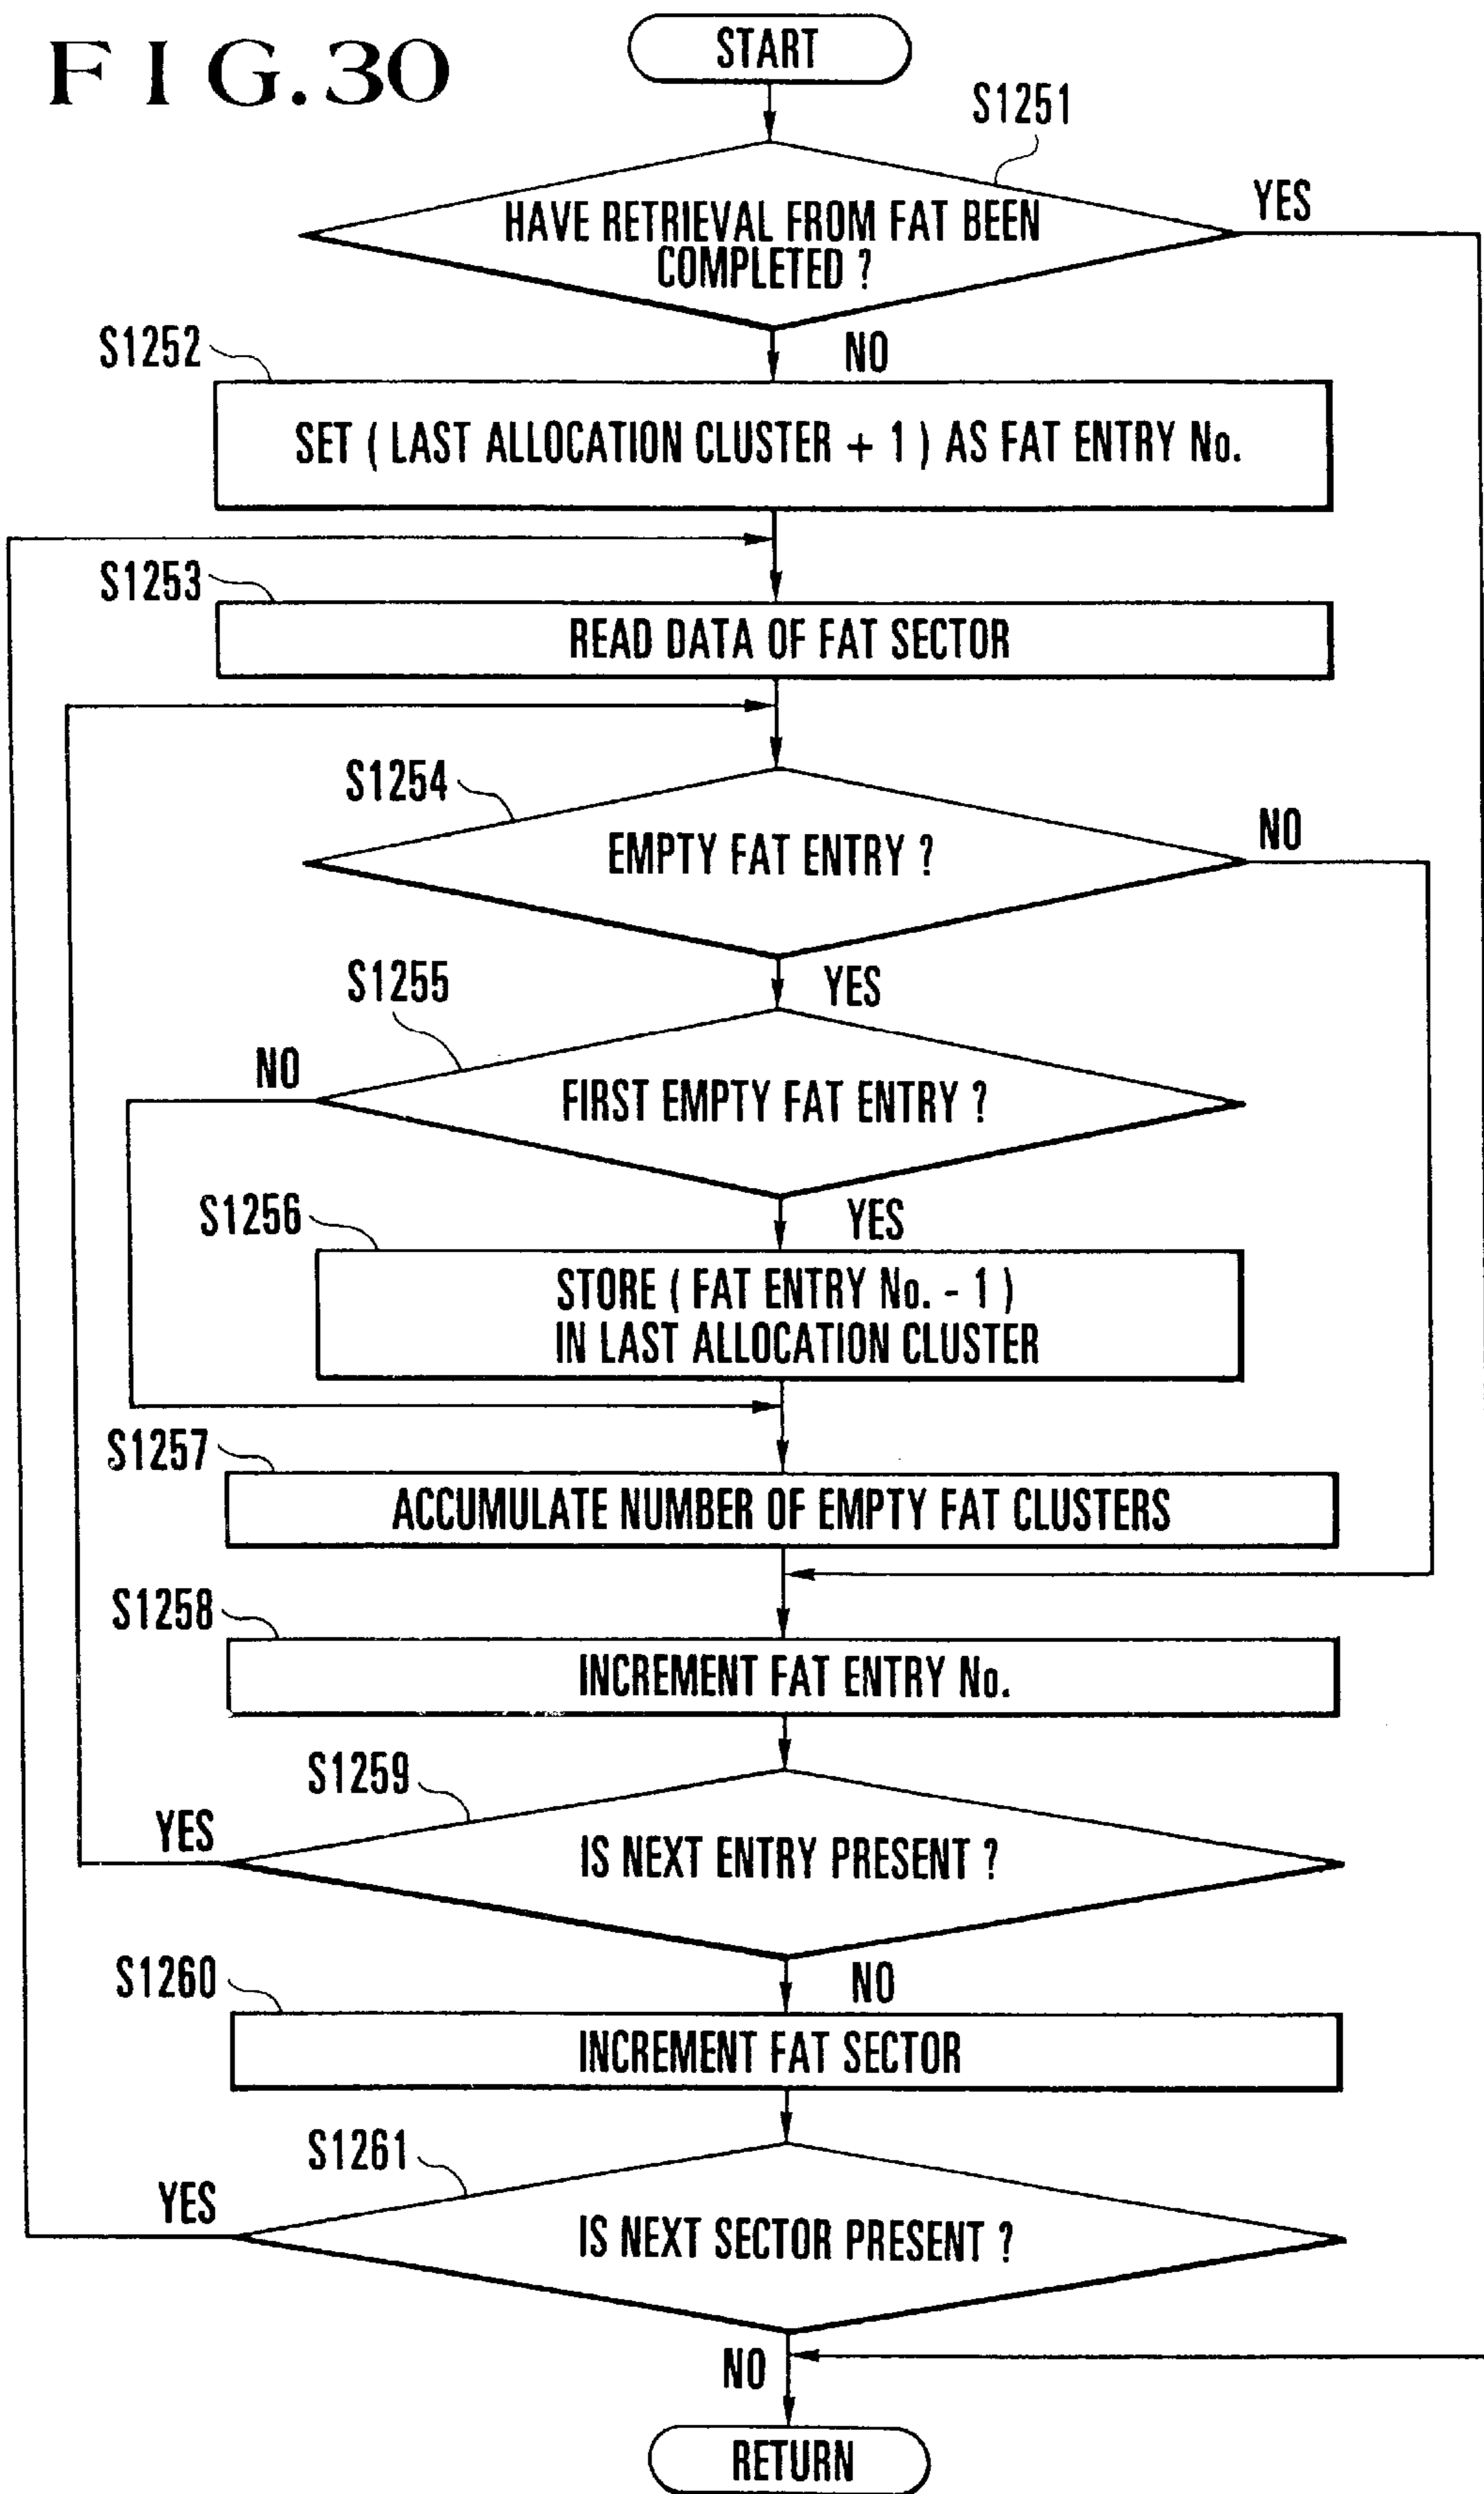 FIG.30
START
S1251
HAVE RETRIEVAL FROM FAT BEEN
COMPLETED ?
YES
NO
S1252
SET ( LAST ALLOCATION CLUSTER + 1 ) AS FAT ENTRY No.
S1253
READ DATA OF FAT SECTOR
S1254
EMPTY FAT ENTRY ?
NO
YES
S1255
FIRST EMPTY FAT ENTRY ?
NO
YES
S1256
STORE ( FAT ENTRY No. - 1 )
IN LAST ALLOCATION CLUSTER
S1257
ACCUMULATE NUMBER OF EMPTY FAT CLUSTERS
S1258
INCREMENT FAT ENTRY No.
S1259
YES
IS NEXT ENTRY PRESENT ?
NO
S1260
INCREMENT FAT SECTOR
S1261
YES
IS NEXT SECTOR PRESENT ?
NO
RETURN